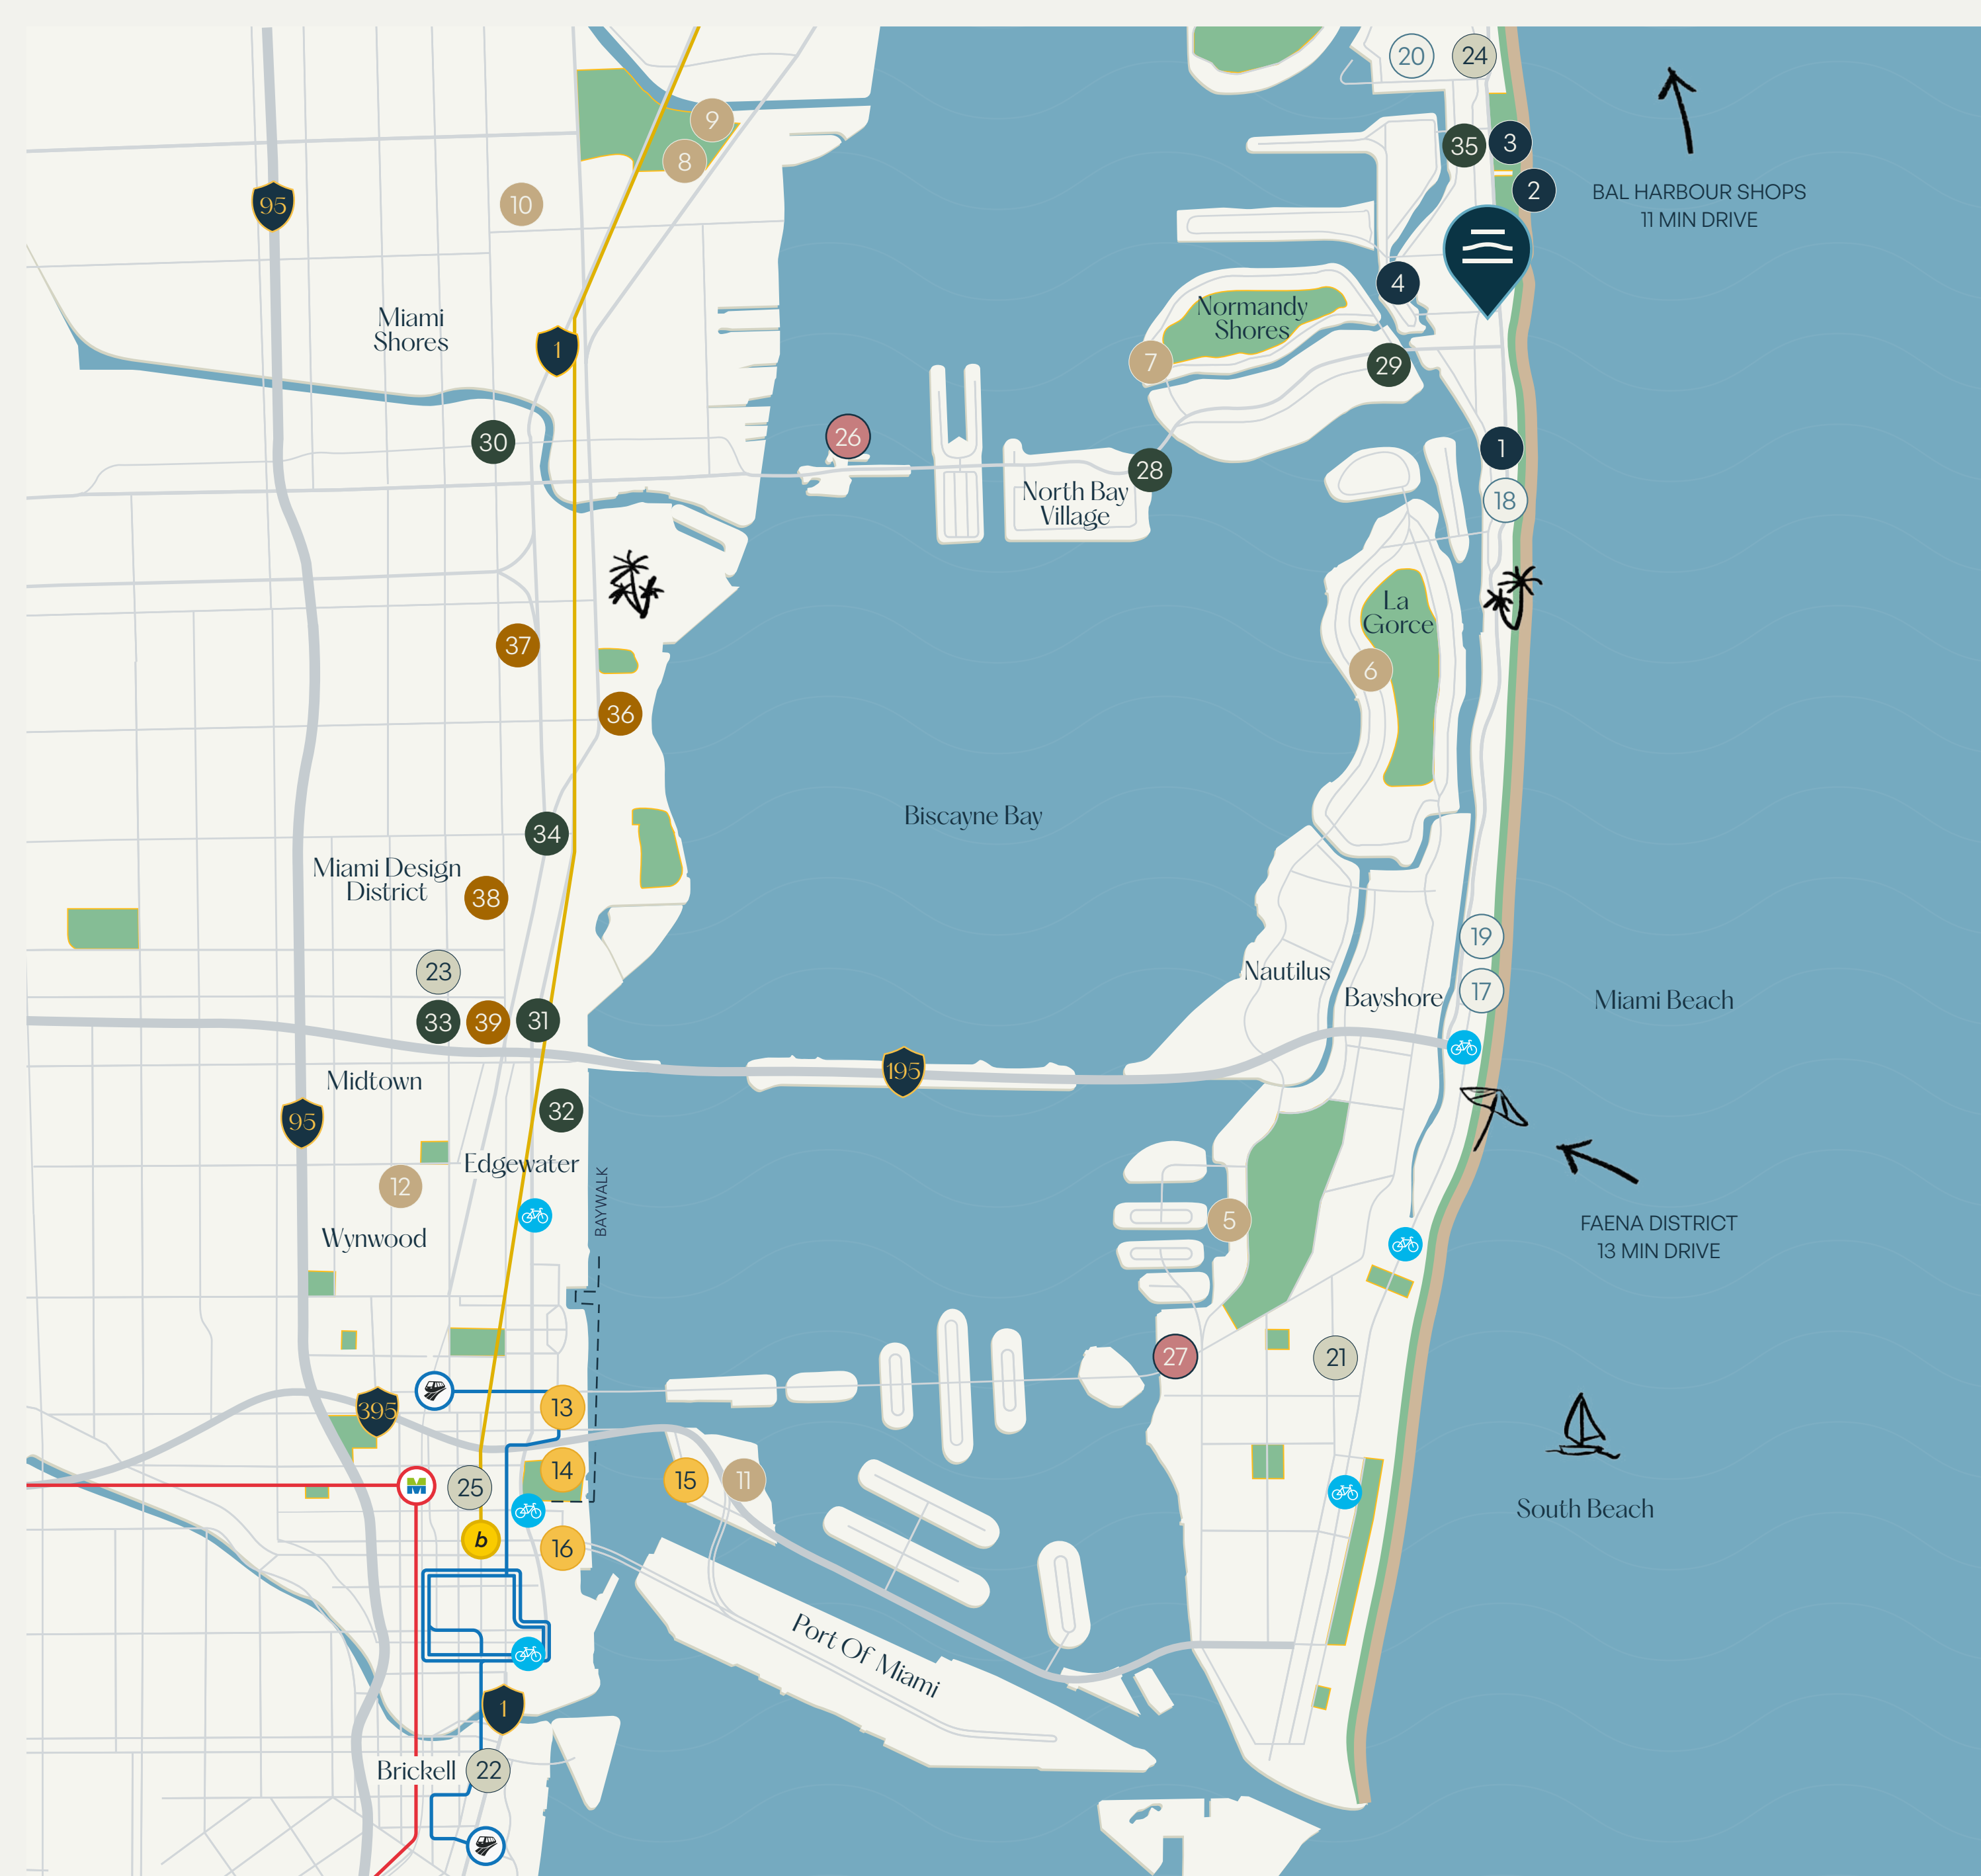 20
24
9
35
3
8
2
BAL HARBOUR SHOPS
11 MIN DRIVE
95
10
4
Miami
Shores
Normandy
Shores
1
7
29
30
26
1
28
North Bay
Village
18
La
Gorce
37
6
36
Biscayne Bay
34
Miami Design
District
38
19
23
Nautilus
17
Bayshore
Miami Beach
33
39
31
195
Midtown
95
32
Edgewater
12
BAYWALK
5
Wynwood
FAENA DISTRICT
13 MIN DRIVE
27
21
395
13
14
15
11
25
M
South Beach
b
16
Port Of Miami
1
Brickell
22